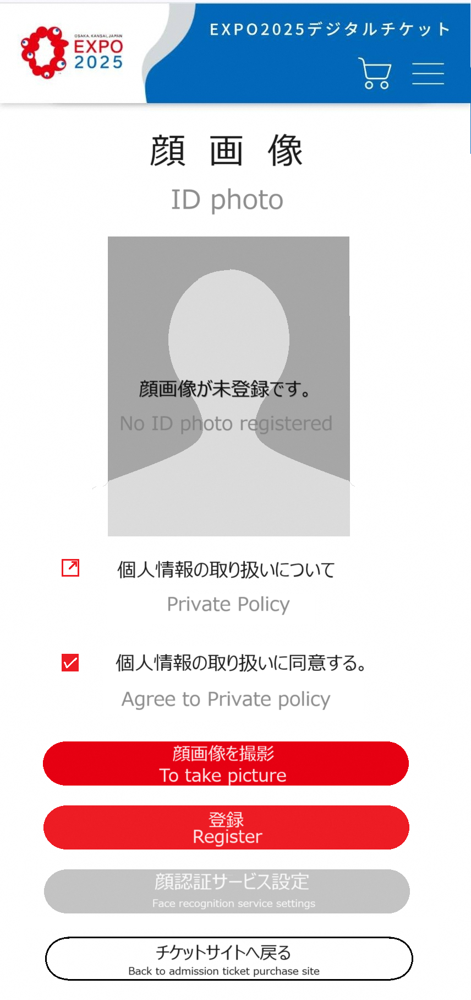 OSAKA, KANSAI, JAPAN
EXPO
2025
EXPO2025デジタルチケット
顔画像
ID photo
顔画像が未登録です。
No ID photo registered
個人情報の取り扱いについて
Private Policy
個人情報の取り扱いに同意する。
Agree to Private policy
顔画像を撮影
To take picture
登録
Register
顔認証サービス設定
Face recognition service settings
チケットサイトへ戻る
Back to admission ticket purchase site